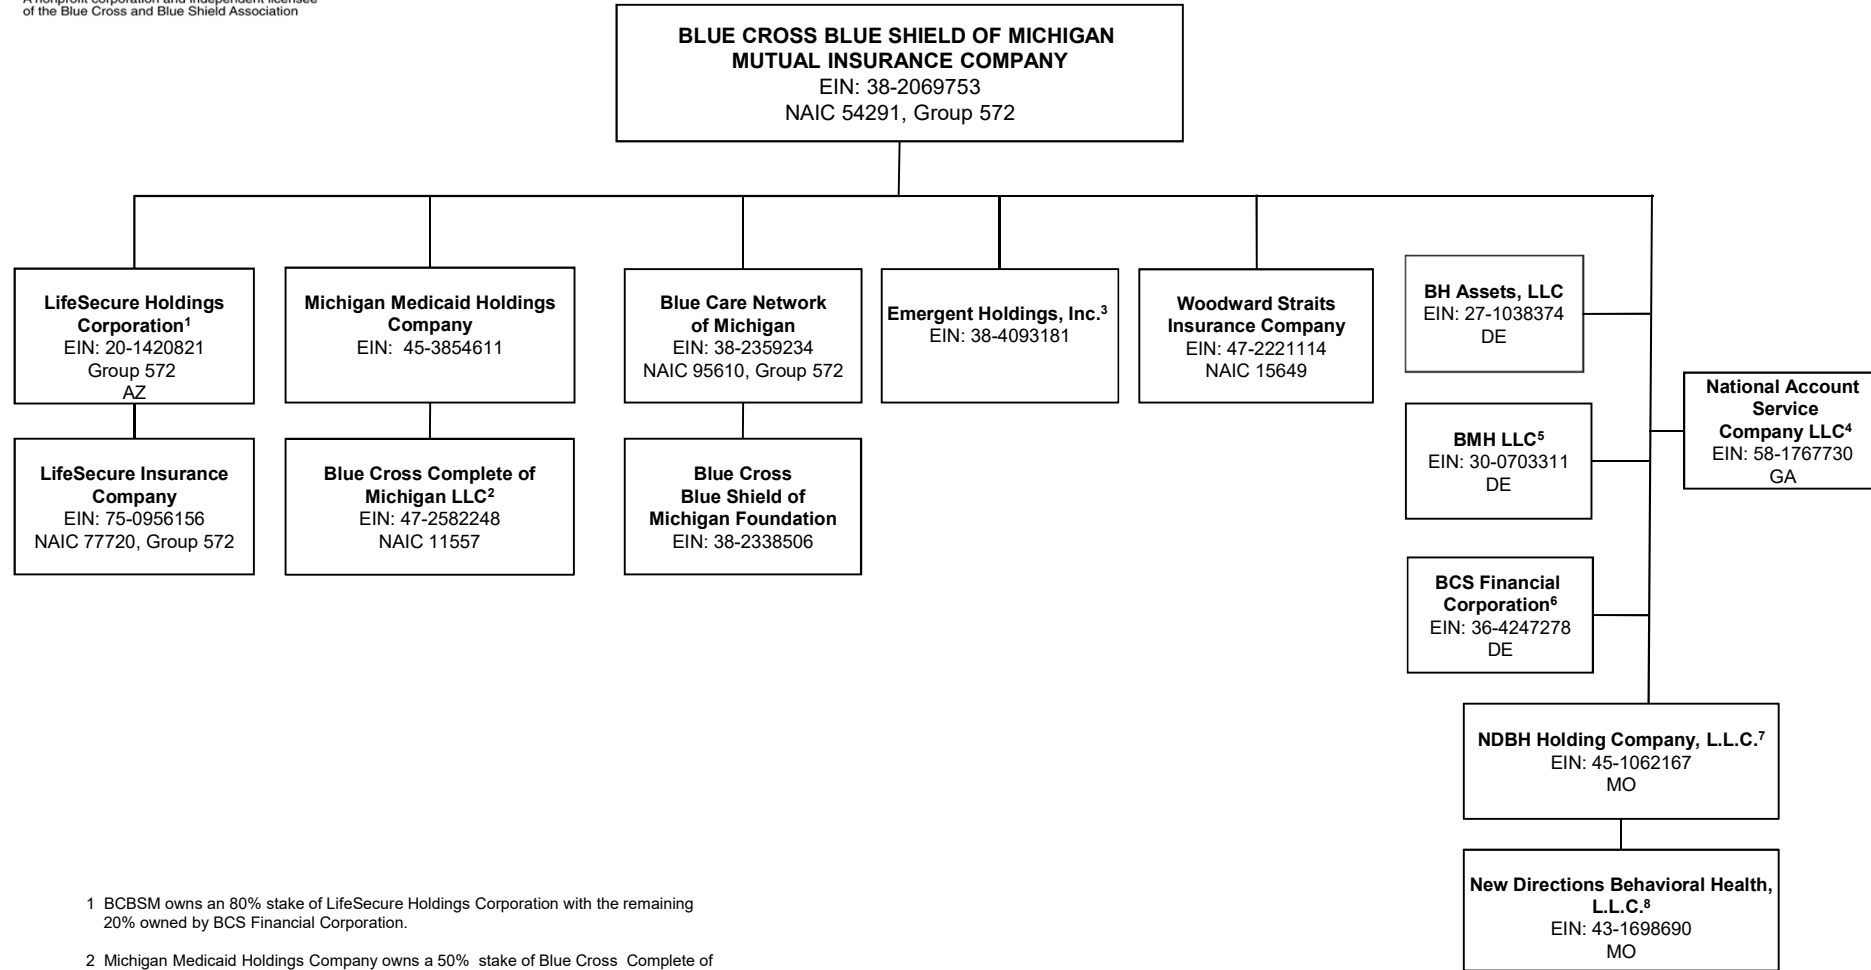 A nonprofit corporation and independent licensee
of the Blue Cross and Blue Shield Association
BLUE CROSS BLUE SHIELD OF MICHIGAN
MUTUAL INSURANCE COMPANY
EIN: 38-2069753
NAIC 54291, Group 572
LifeSecure Holdings
Corporation¹
EIN: 20-1420821
Group 572
AZ
Michigan Medicaid Holdings
Company
EIN: 45-3854611
Blue Care Network
of Michigan
EIN: 38-2359234
NAIC 95610, Group 572
Emergent Holdings, Inc.³
EIN: 38-4093181
Woodward Straits
Insurance Company
EIN: 47-2221114
NAIC 15649
BH Assets, LLC
EIN: 27-1038374
DE
National Account
Service
Company LLC⁴
EIN: 58-1767730
GA
BMH LLC⁵
EIN: 30-0703311
DE
LifeSecure Insurance
Company
EIN: 75-0956156
NAIC 77720, Group 572
Blue Cross Complete of
Michigan LLC²
EIN: 47-2582248
NAIC 11557
Blue Cross
Blue Shield of
Michigan Foundation
EIN: 38-2338506
BCS Financial
Corporation⁶
EIN: 36-4247278
DE
NDBH Holding Company, L.L.C.⁷
EIN: 45-1062167
MO
New Directions Behavioral Health,
L.L.C.⁸
EIN: 43-1698690
MO
1 BCBSM owns an 80% stake of LifeSecure Holdings Corporation with the remaining
20% owned by BCS Financial Corporation.
2 Michigan Medicaid Holdings Company owns a 50% stake of Blue Cross Complete of